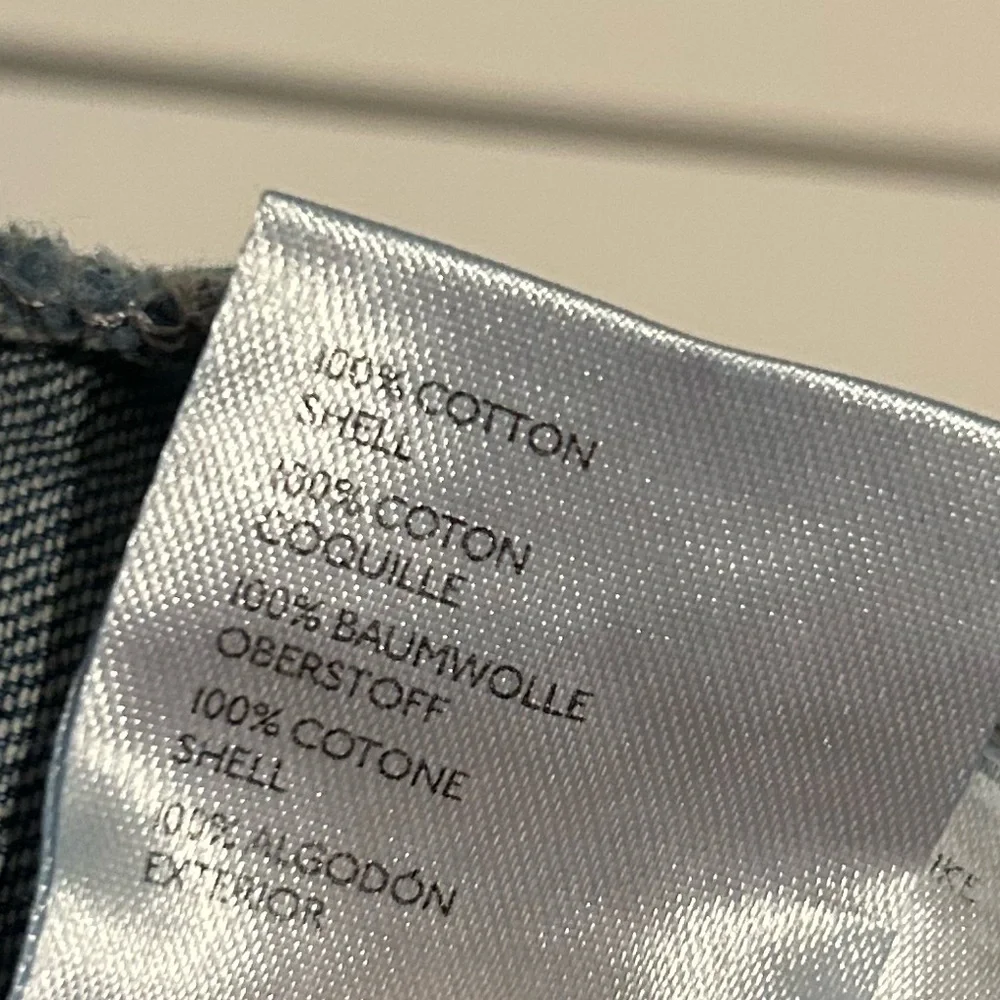 100% COTTON
SHELL
100% COTON
COQUILLE
100% BAUMWOLLE
OBERSTOFF
100% COTONE
SHELL
100% ALGODÓN
EXTERIOR